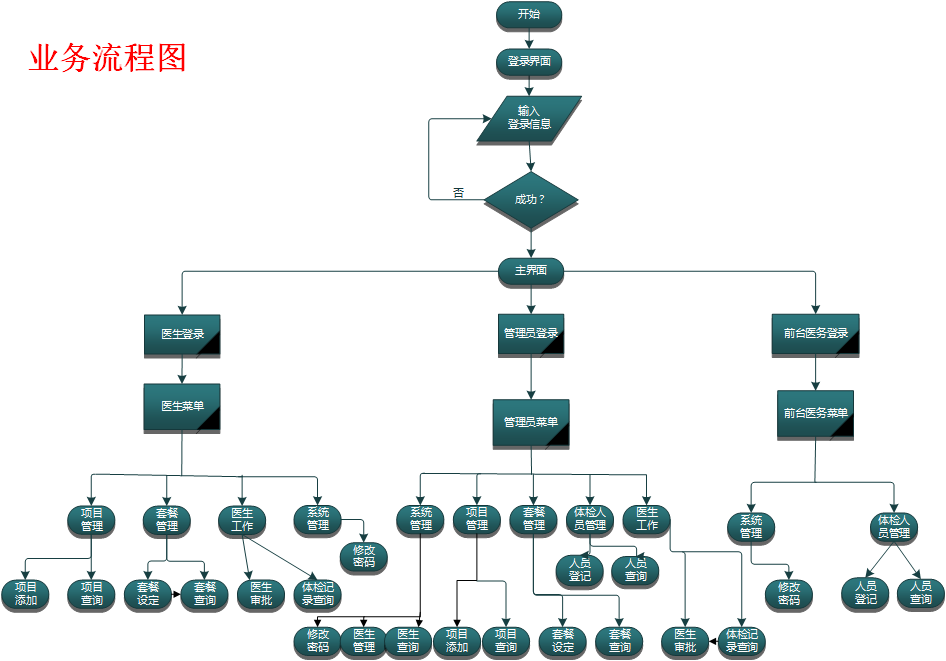 开始
业务流程图
登录界面
输入
登录信息
否
成功？
主界面
医生登录
管理员登录
前台医务登录
医生菜单
管理员菜单
前台医务菜单
项目
管理
套餐
管理
医生
工作
系统
管理
系统
管理
项目
管理
套餐
管理
体检人
员管理
医生
工作
系统
管理
体检人
员管理
修改
密码
人员
登记
人员
查询
项目
添加
项目
查询
套餐
设定
套餐
查询
医生
审批
体检记
录查询
修改
密码
人员
登记
人员
查询
修改
密码
医生
管理
医生
查询
项目
添加
项目
查询
套餐
设定
套餐
查询
医生
审批
体检记
录查询